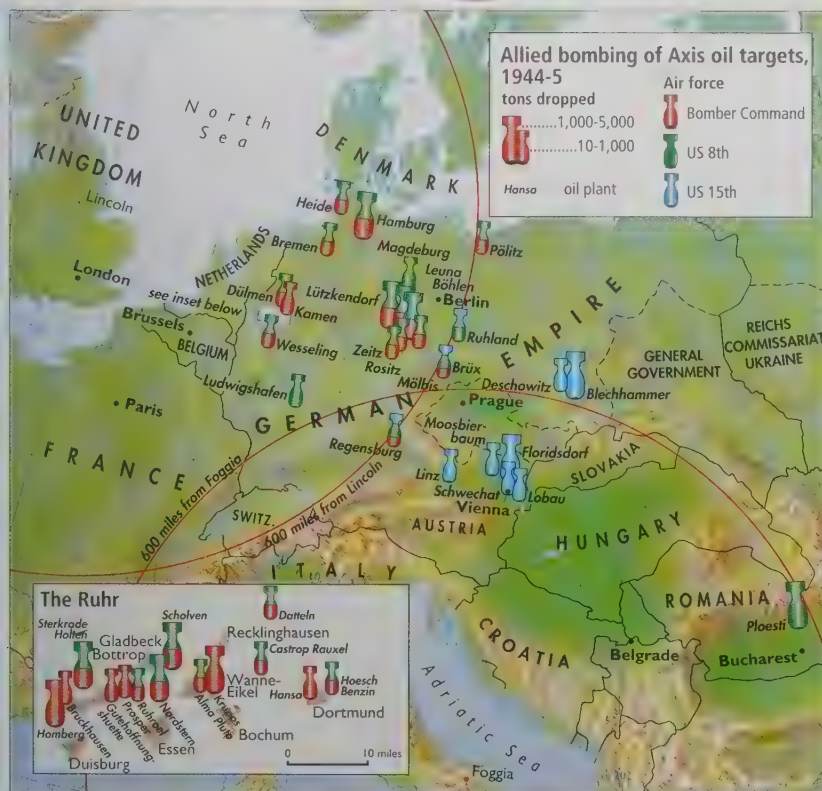 Allied bombing of Axis oil targets,
1944-5
tons dropped
1,000-5,000
10-1,000
Hansa oil plant
Air force
Bomber Command
US 8th
US 15th
North
Sea
UNITED
KINGDOM
Lincoln
London
DENMARK
Heide
Hamburg
Bremen
Magdeburg
Pölitz
NETHERLANDS
Leuna
Böhlen
Berlin
Dülmen
Lützkendorf
see inset below
Kamen
Brussels
BELGIUM
Wesseling
Zeitz
Rositz
Mölbis
Ruhland
Brüx
GERMAN EMPIRE
GENERAL
GOVERNMENT
REICHS
COMMISSARIAT
UKRAINE
Deschowitz
Blechhammer
Ludwigshafen
Paris
Prague
FRANCE
Regensburg
Moosbier-
baum
Floridsdorf
Linz
Schwechat
Lobau
Vienna
SLOVAKIA
600 miles from Foggia
600 miles from Lincoln
SWITZ.
AUSTRIA
HUNGARY
ITALY
ROMANIA
Ploesti
CROATIA
Belgrade
Bucharest
Adriatic Sea
Foggia
The Ruhr
Datteln
Scholven
Sterkrade
Holten
Gladbeck
Bottrop
Recklinghausen
Castrop Rauxel
Wanne-
Eikel
Hansa
Hoesch
Benzin
Dortmund
Homberg
Bruckhausen
Gutehoffnung-
shuette
Prosper
Ruhroel
Nordstern
Alma Pluto
Krupps
Essen
Bochum
Duisburg
0 10 miles